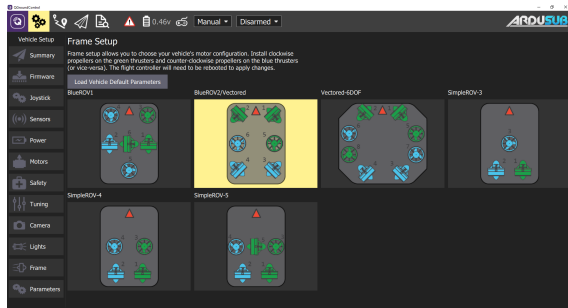 QGroundControl
0.46v
Manual
Disarmed
ARDUSUB
Vehicle Setup
Summary
Firmware
Joystick
Sensors
Power
Motors
Safety
Tuning
Camera
Lights
Frame
Parameters
Frame Setup
Frame setup allows you to choose your vehicle's motor configuration. Install clockwise
propellers on the green thrusters and counter-clockwise propellers on the blue thrusters
(or vice-versa). The flight controller will need to be rebooted to apply changes.
Load Vehicle Default Parameters
BlueROV1
BlueROV2/Vectored
Vectored-6DOF
SimpleROV-3
SimpleROV-4
SimpleROV-5